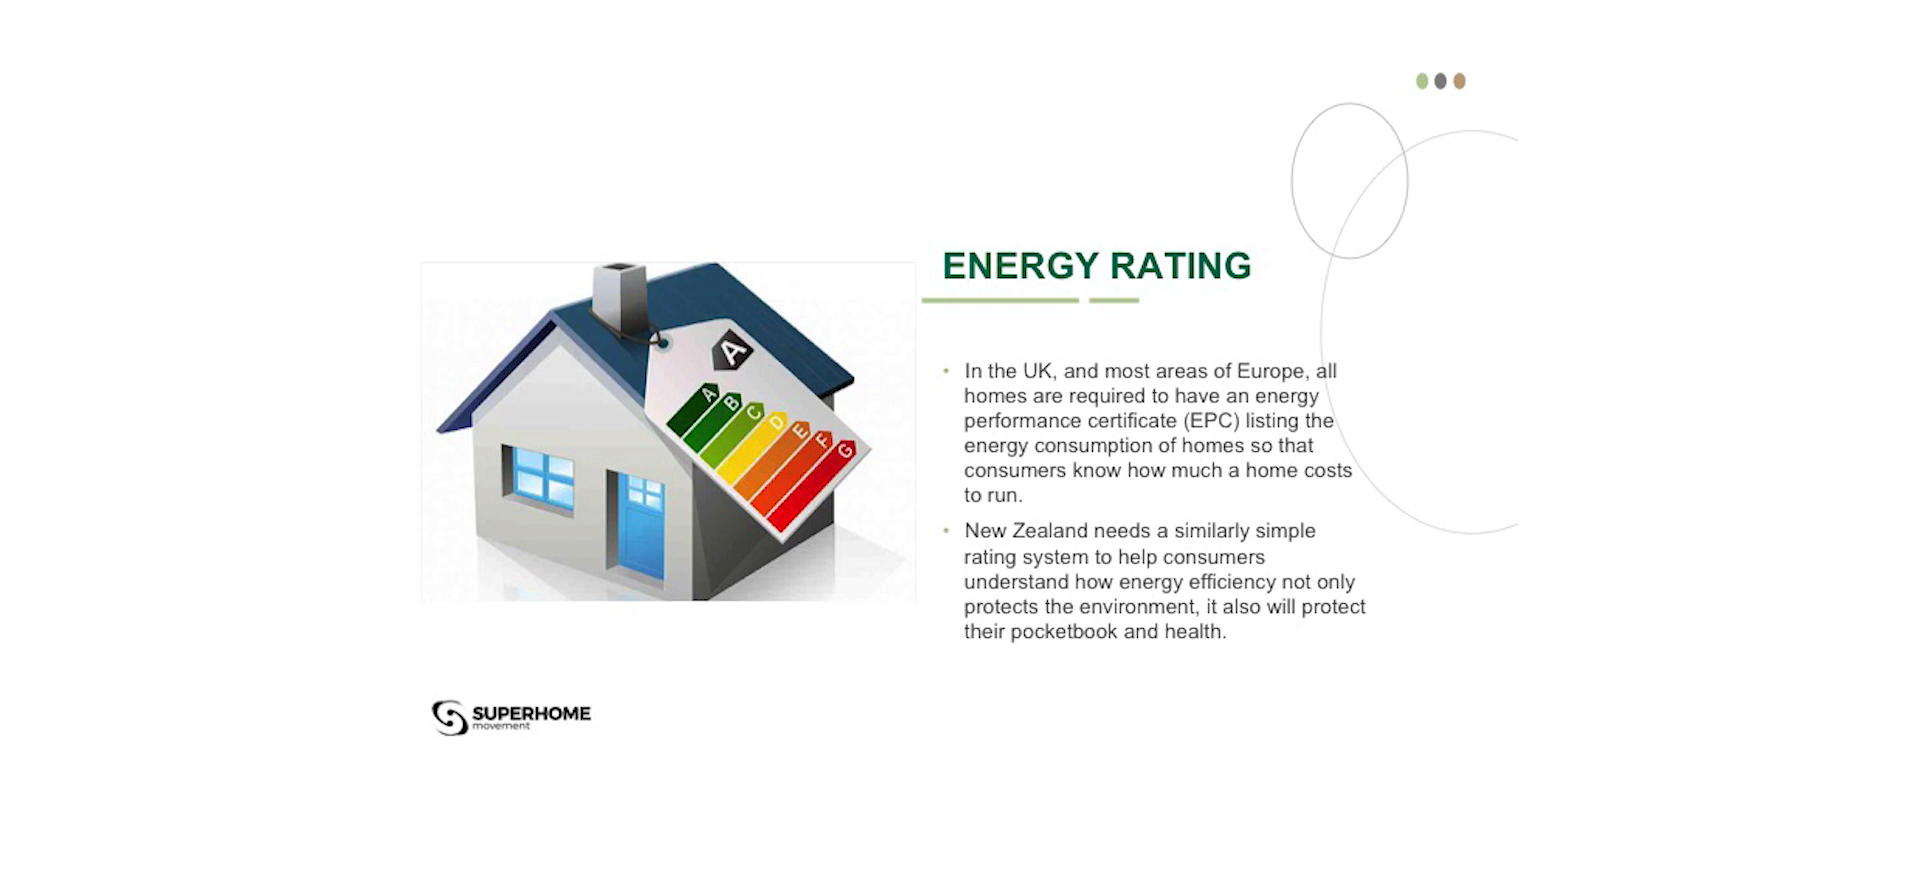 ENERGY RATING
A
A
B
C
D
E
F
G
• In the UK, and most areas of Europe, all
homes are required to have an energy
performance certificate (EPC) listing the
energy consumption of homes so that
consumers know how much a home costs
to run.
• New Zealand needs a similarly simple
rating system to help consumers
understand how energy efficiency not only
protects the environment, it also will protect
their pocketbook and health.
SUPERHOME
movement